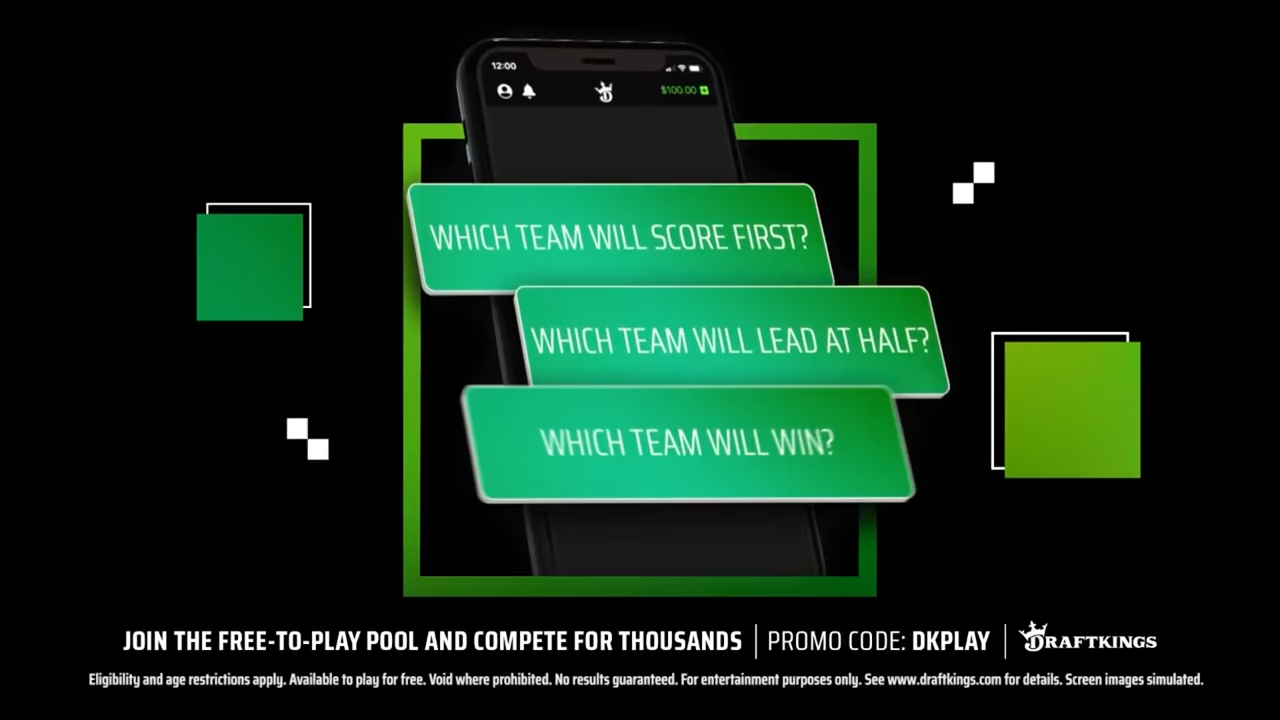 12:00
$100.00
WHICH TEAM WILL SCORE FIRST?
WHICH TEAM WILL LEAD AT HALF?
WHICH TEAM WILL WIN?
JOIN THE FREE-TO-PLAY POOL AND COMPETE FOR THOUSANDS | PROMO CODE: DKPLAY | DRAFTKINGS
Eligibility and age restrictions apply. Available to play for free. Void where prohibited. No results guaranteed. For entertainment purposes only. See www.draftkings.com for details. Screen images simulated.